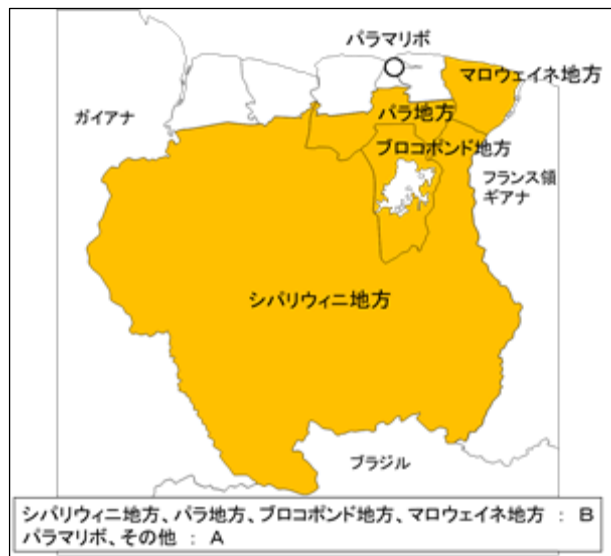 パラマリボ
マロウェイネ地方
ガイアナ
パラ地方
ブロコポンド地方
フランス領
ギアナ
シパリウィニ地方
ブラジル
シパリウィニ地方、パラ地方、ブロコポンド地方、マロウェイネ地方 : B
パラマリボ、その他 : A